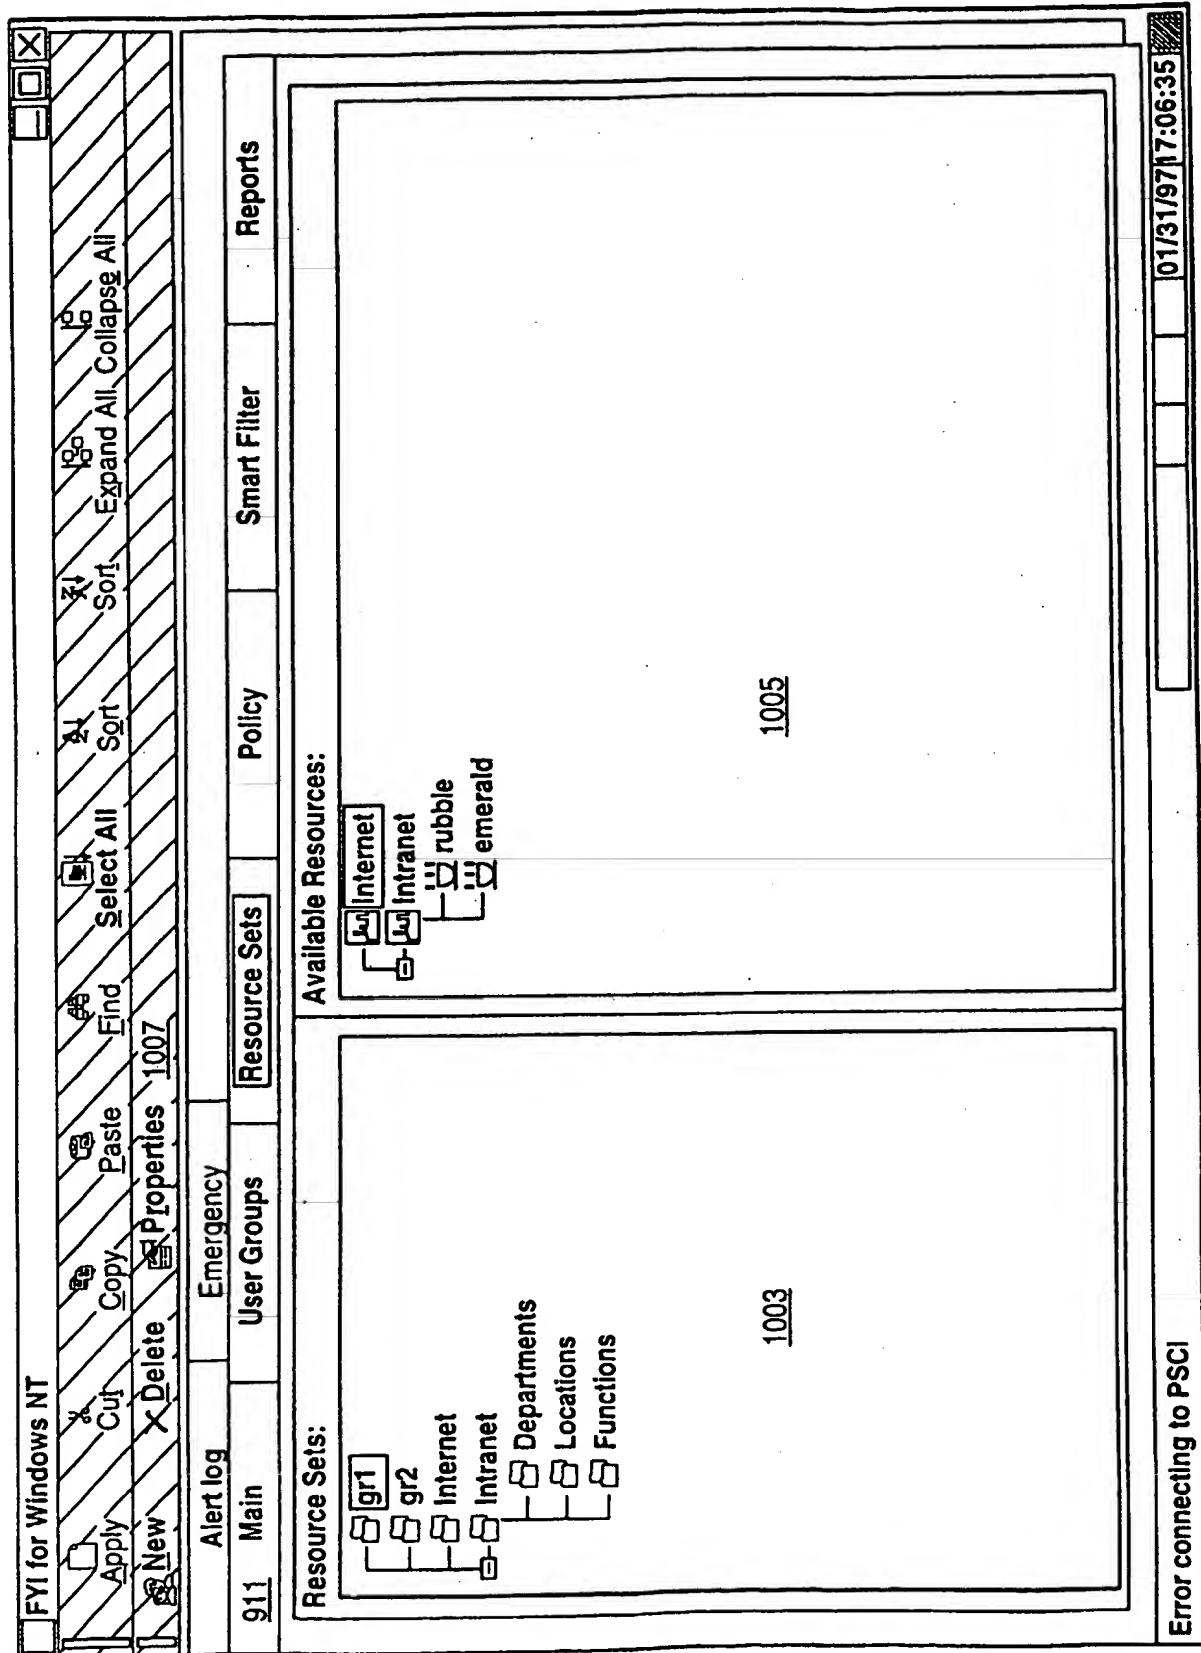 FYI for Windows NT
Apply Cut Copy Paste Find Select All Sort Sort Expand All Collapse All
New Delete Properties 1007
Alert log Emergency
911 Main User Groups Resource Sets Policy Smart Filter Reports
Resource Sets:
gr1
gr2
Internet
Intranet
Departments
Locations
Functions
1003
Available Resources:
Internet
Intranet
rubble
emerald
1005
Error connecting to PSCI 01/31/97 17:06:35